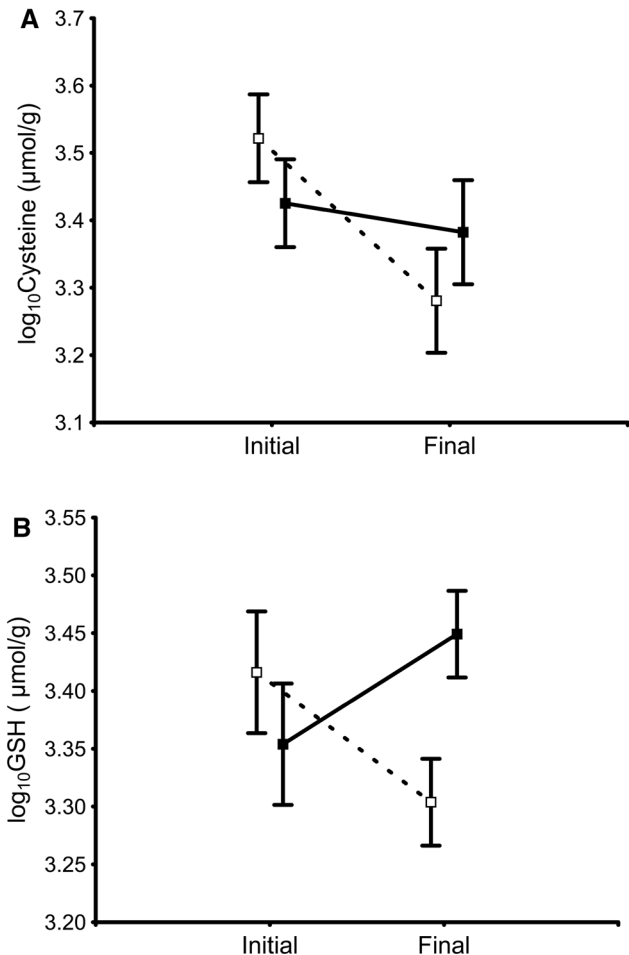 A
3.7
3.6
3.5
3.4
3.3
3.2
3.1
log₁₀Cysteine (μmol/g)
Initial Final
B
3.55
3.50
3.45
3.40
3.35
3.30
3.25
3.20
log₁₀GSH ( μmol/g)
Initial Final